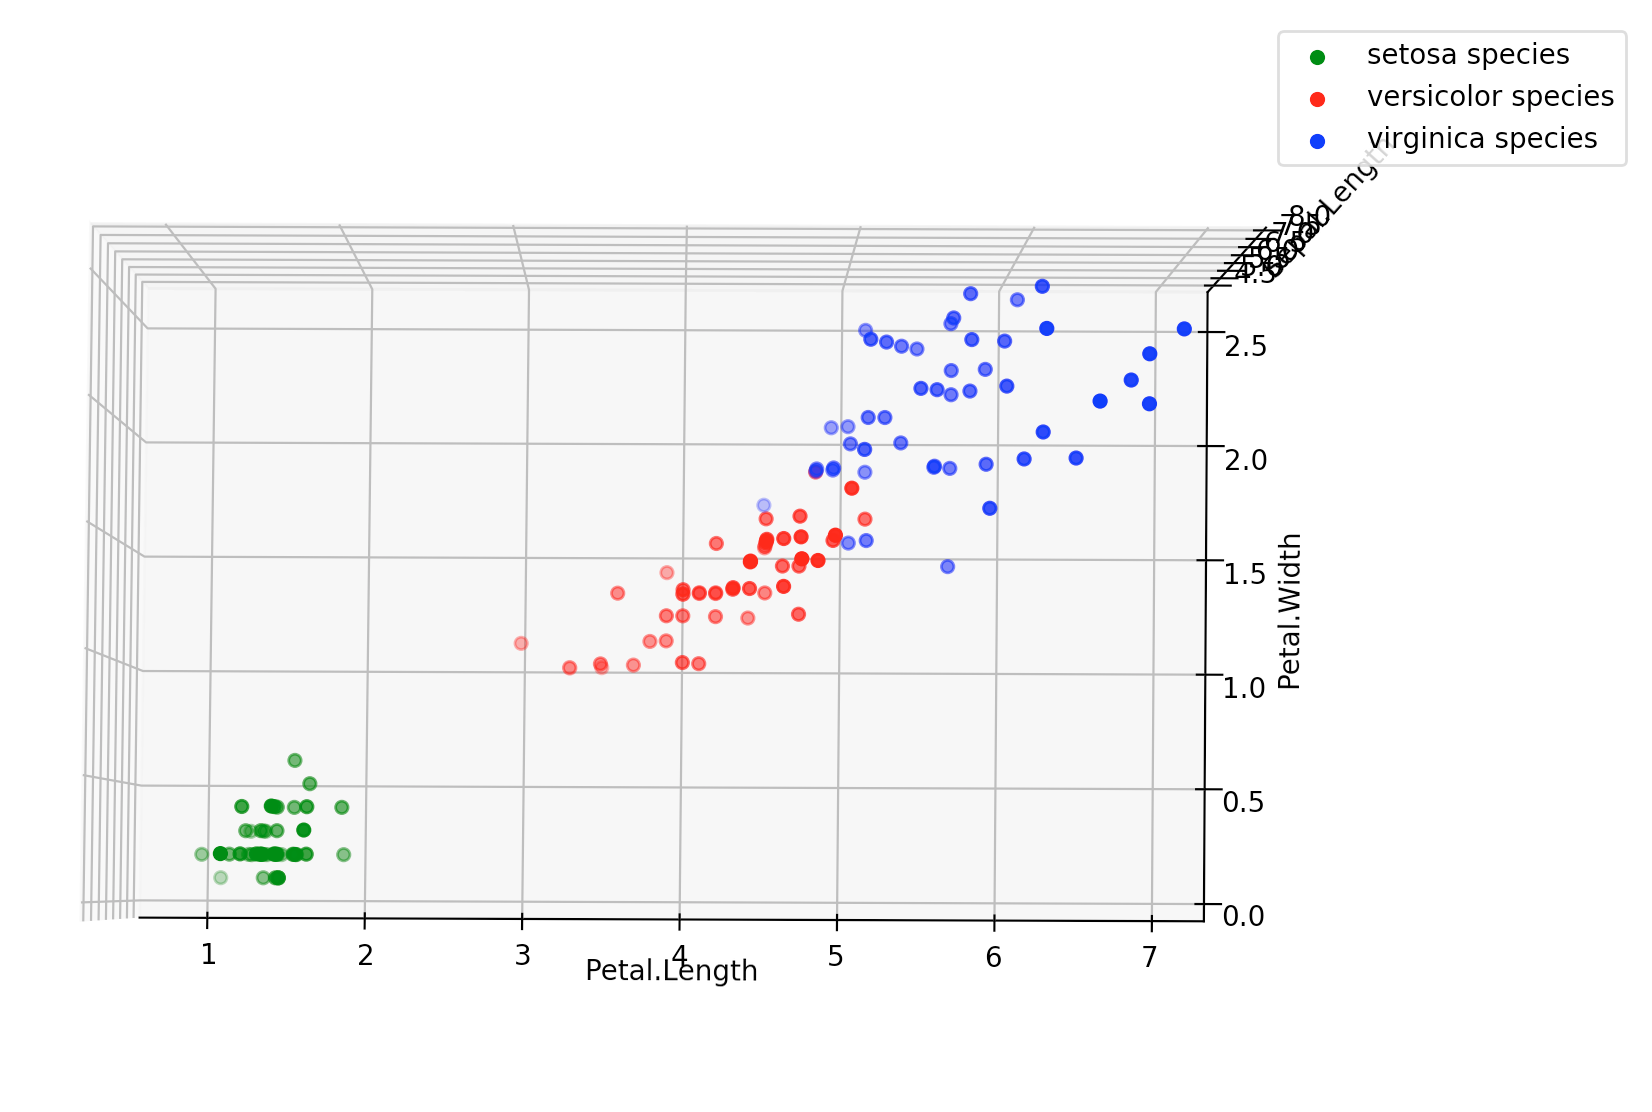 setosa species
versicolor species
virginica species
2.5
2.0
1.5
1.0
0.5
0.0
Petal.Width
1
2
3
4
5
6
7
Petal.Length